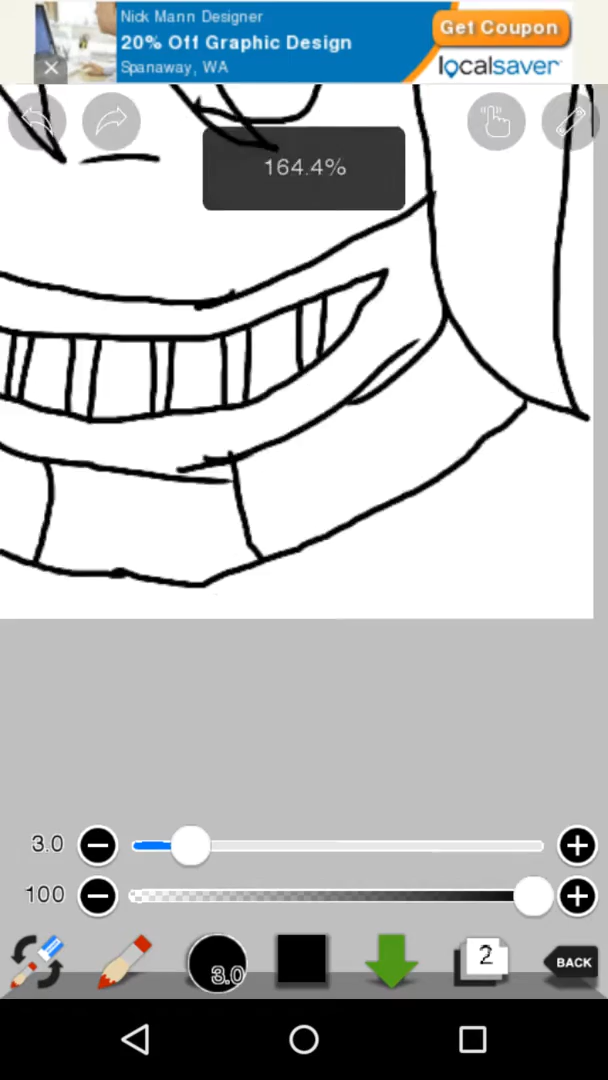 Nick Mann Designer
20% Off Graphic Design
Spanaway, WA
Get Coupon
localsaver
164.4%
3.0
100
3.0
2
BACK